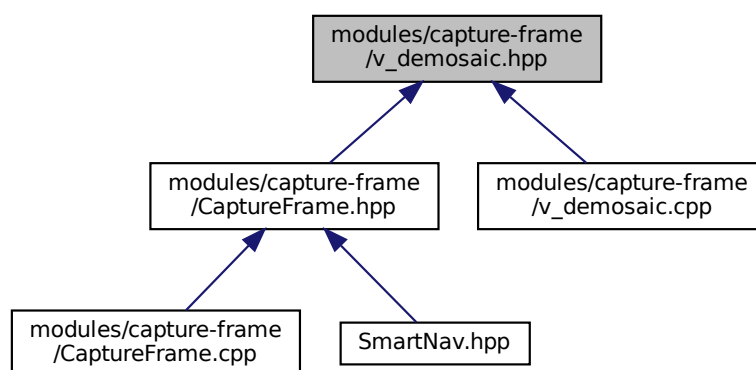 modules/capture-frame
/v_demosaic.hpp
modules/capture-frame
/CaptureFrame.hpp
modules/capture-frame
/v_demosaic.cpp
modules/capture-frame
/CaptureFrame.cpp
SmartNav.hpp